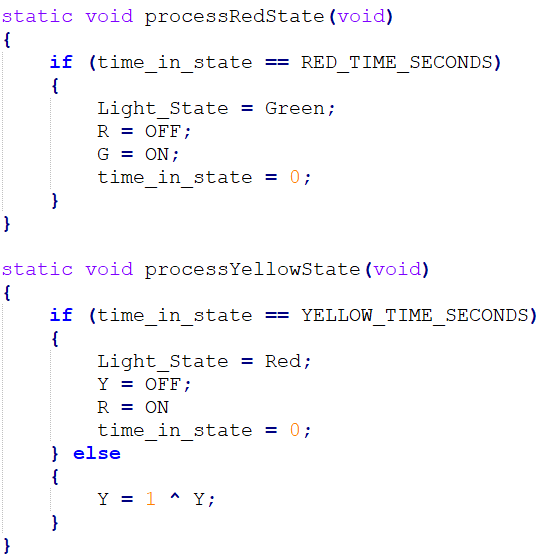 static void processRedState(void)
{
    if (time_in_state == RED_TIME_SECONDS)
    {
        Light_State = Green;
        R = OFF;
        G = ON;
        time_in_state = 0;
    }
}

static void processYellowState(void)
{
    if (time_in_state == YELLOW_TIME_SECONDS)
    {
        Light_State = Red;
        Y = OFF;
        R = ON
        time_in_state = 0;
    } else
    {
        Y = 1 ^ Y;
    }
}